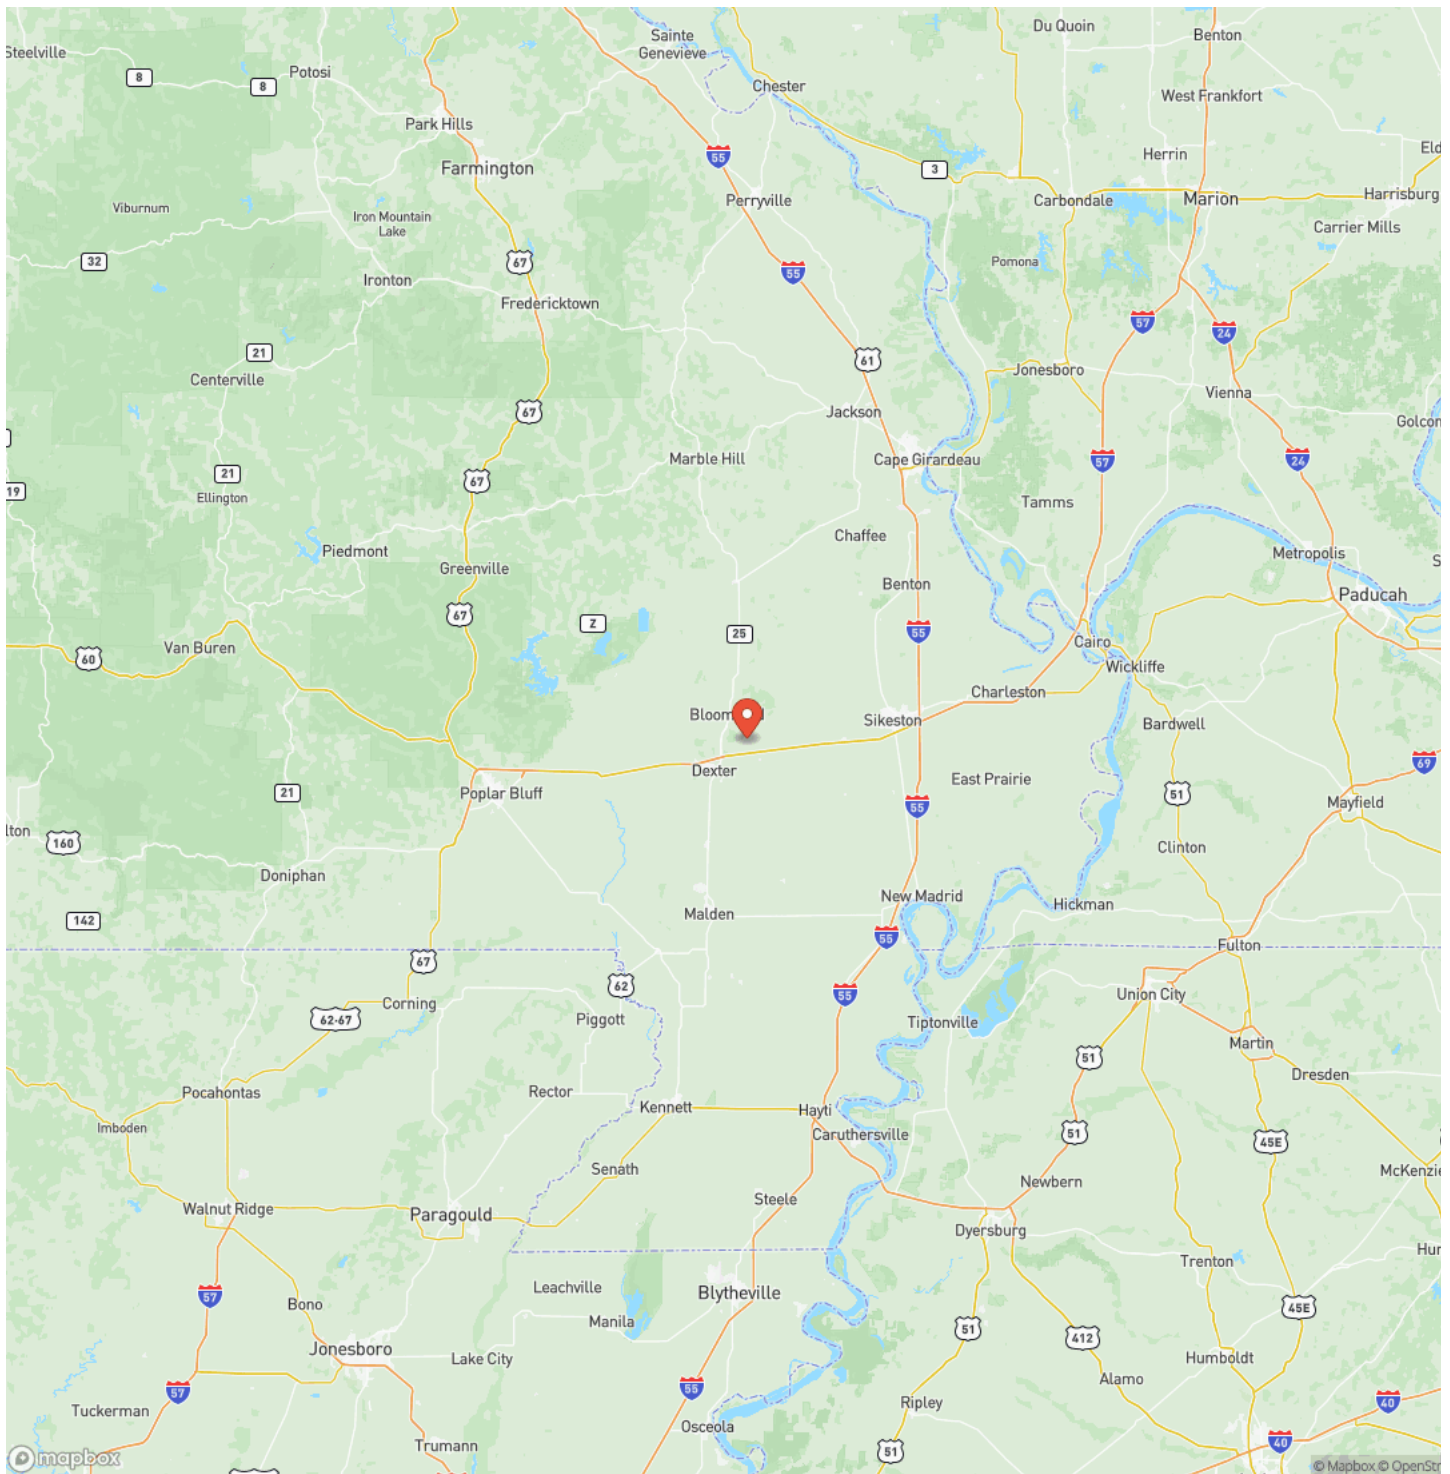 Du Quoin
Sainte
Genevieve
Benton
Steelville
Potosi
8
8
Chester
West Frankfort
Park Hills
Farmington
55
Herrin
3
Viburnum
Iron Mountain
Lake
Perryville
Carbondale
Marion
Harrisburg
Carrier Mills
32
67
55
Pomona
Ironton
Fredericktown
57
24
21
61
Centerville
Jonesboro
Vienna
67
Jackson
Marble Hill
Cape Girardeau
57
24
21
67
19
Ellington
Tamms
Chaffee
Piedmont
Metropolis
Greenville
Benton
Paducah
67
Z
25
55
Van Buren
60
Cairo
Wickliffe
Charleston
Sikeston
Bardwell
Dexter
69
East Prairie
Poplar Bluff
21
55
51
Mayfield
160
Clinton
Doniphan
New Madrid
Hickman
142
Malden
55
Fulton
67
62
55
Union City
Corning
62-67
Piggott
Tiptonville
Martin
51
Dresden
Pocahontas
Rector
Kennett
Hayti
Imboden
Caruthersville
51
45E
Senath
McKenzie
Newbern
Steele
Walnut Ridge
Paragould
Dyersburg
Trenton
Leachville
57
Blytheville
Bono
45E
Manila
51
412
Jonesboro
Lake City
Humboldt
Alamo
57
55
40
Tuckerman
Ripley
Osceola
Trumann
51
40
mapbox
© Mapbox © OpenStr